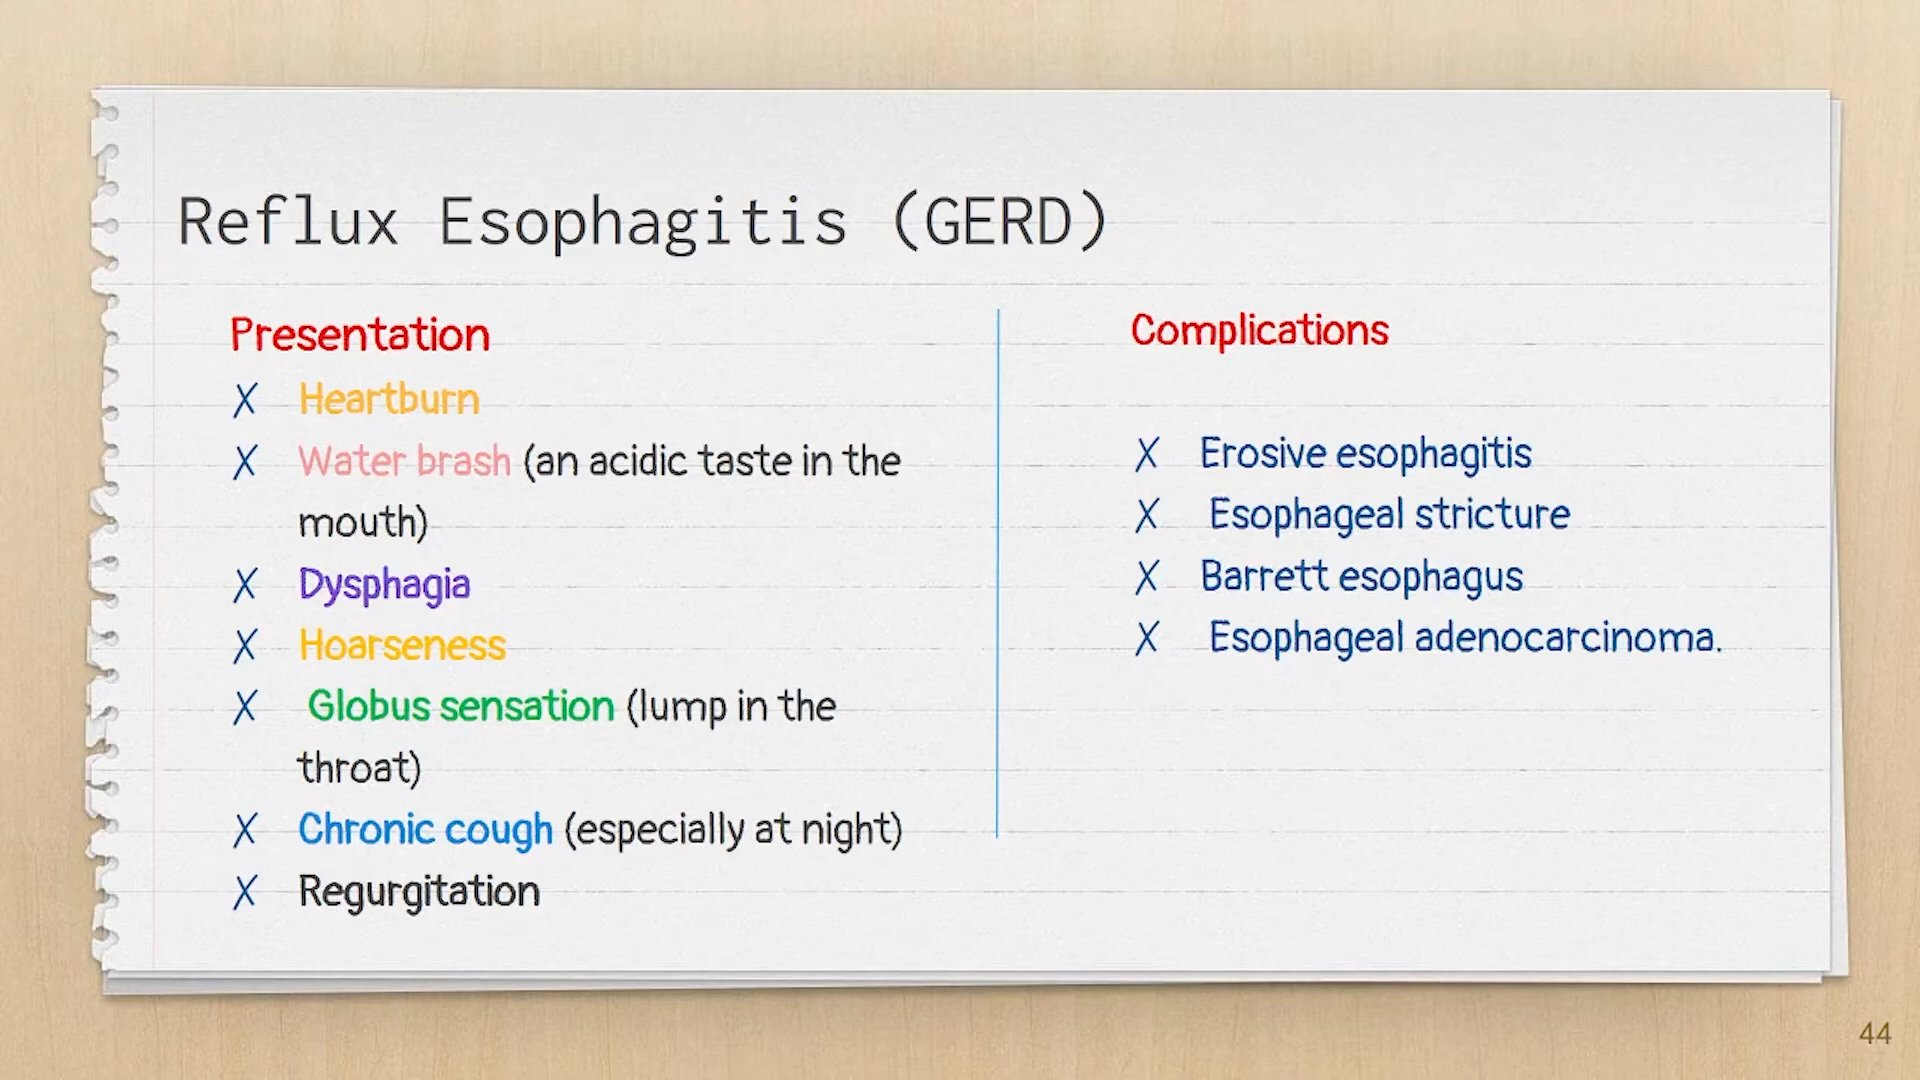 Reflux Esophagitis (GERD)
Presentation
X Heartburn
X Water brash (an acidic taste in the
mouth)
X Dysphagia
X Hoarseness
X Globus sensation (lump in the
throat)
X Chronic cough (especially at night)
X Regurgitation
Complications
X Erosive esophagitis
X Esophageal stricture
X Barrett esophagus
X Esophageal adenocarcinoma.
44